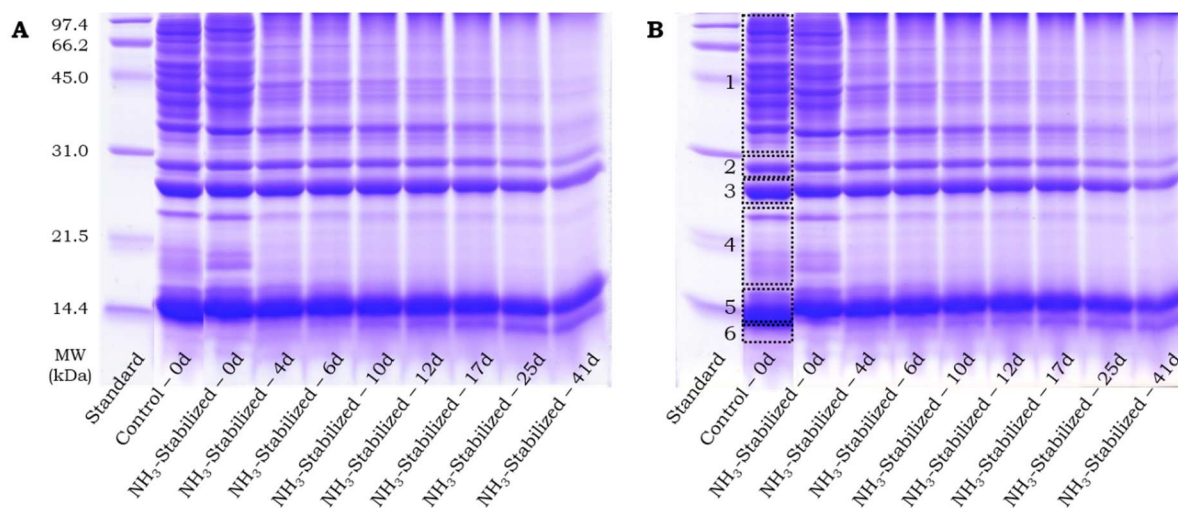 A
97.4
66.2
45.0
31.0
21.5
14.4
MW
(kDa)
Standard
Control – 0d
NH₃-Stabilized – 0d
NH₃-Stabilized – 4d
NH₃-Stabilized – 6d
NH₃-Stabilized – 10d
NH₃-Stabilized – 12d
NH₃-Stabilized – 17d
NH₃-Stabilized – 25d
NH₃-Stabilized – 41d
B
1
2
3
4
5
6
Standard
Control – 0d
NH₃-Stabilized – 0d
NH₃-Stabilized – 4d
NH₃-Stabilized – 6d
NH₃-Stabilized – 10d
NH₃-Stabilized – 12d
NH₃-Stabilized – 17d
NH₃-Stabilized – 25d
NH₃-Stabilized – 41d